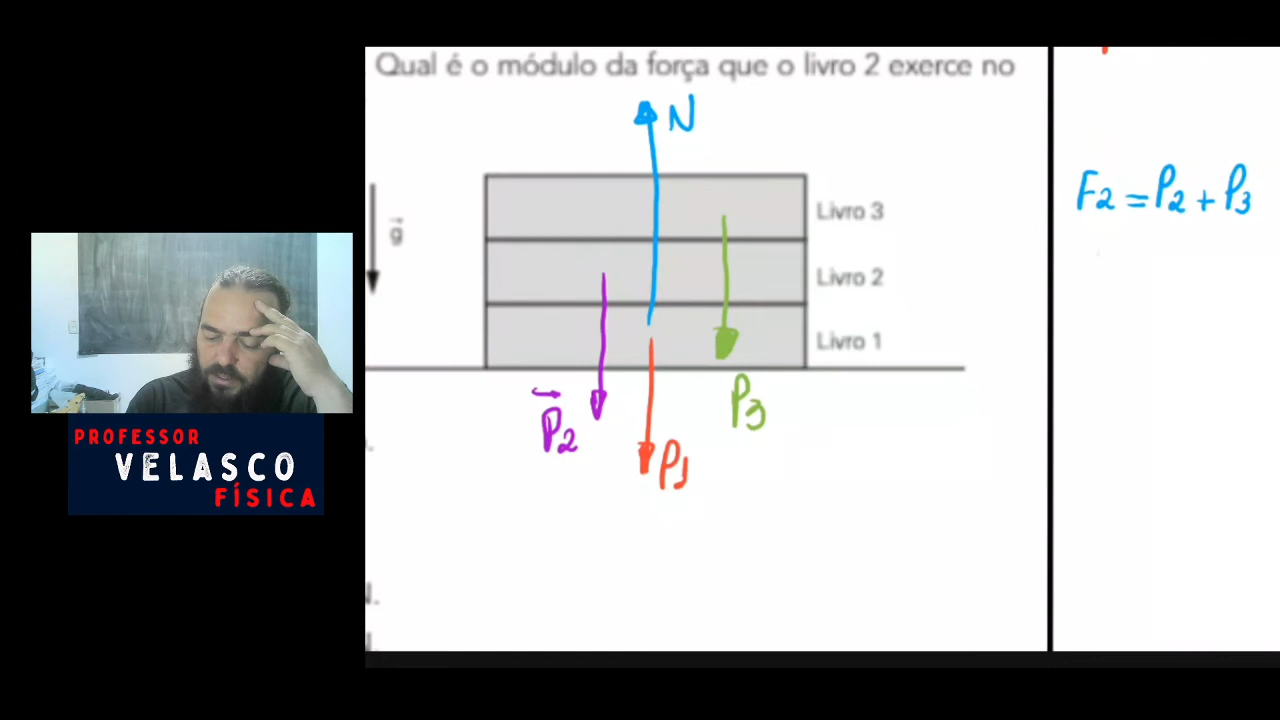 Qual é o módulo da força que o livro 2 exerce no
N
F2 = P2 + P3
Livro 3
g
Livro 2
Livro 1
P2
P3
P1
PROFESSOR
VELASCO
FÍSICA